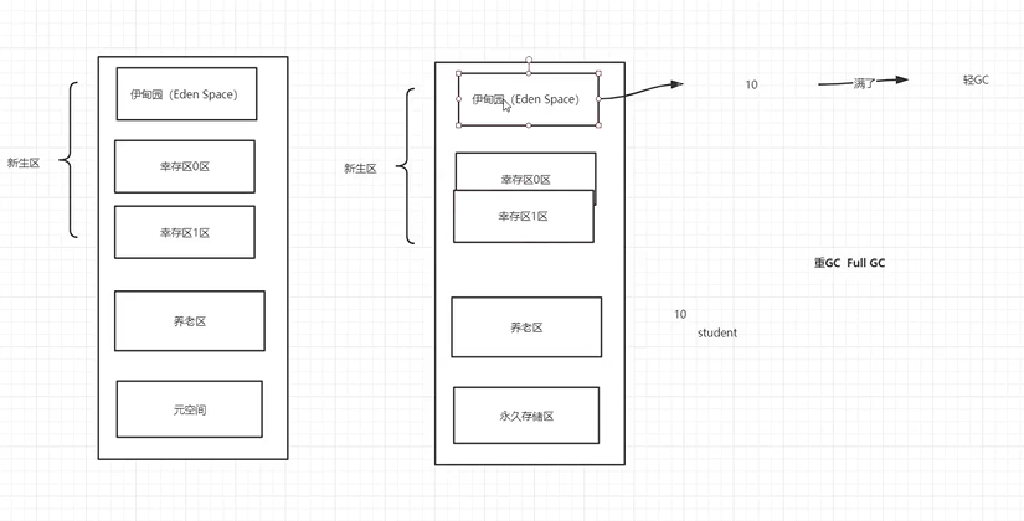 伊甸园（Eden Space）
新生区
幸存区0区
幸存区1区
养老区
元空间
伊甸园（Eden Space）
新生区
幸存区0区
幸存区1区
养老区
永久存储区
10
满了
轻GC
重GC Full GC
10
student